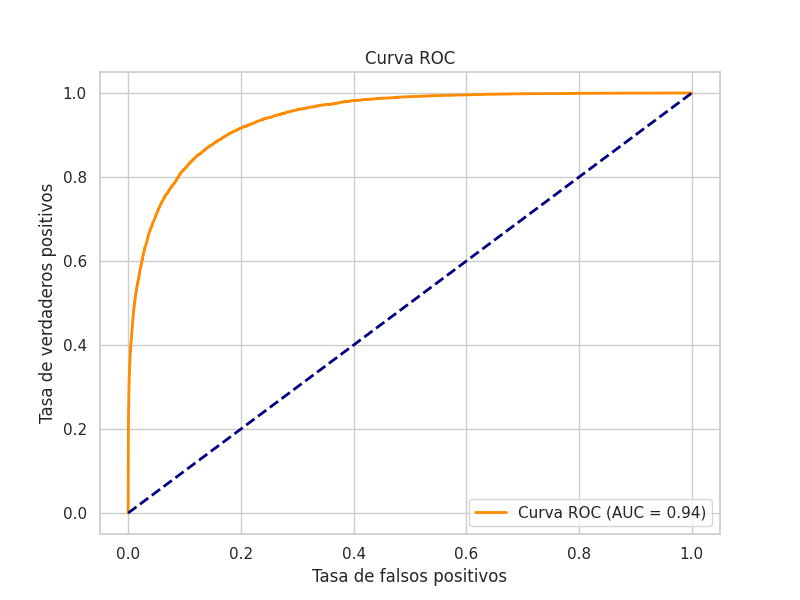 Curva ROC
Tasa de verdaderos positivos
1.0
0.8
0.6
0.4
0.2
0.0
Curva ROC (AUC = 0.94)
0.0 0.2 0.4 0.6 0.8 1.0
Tasa de falsos positivos